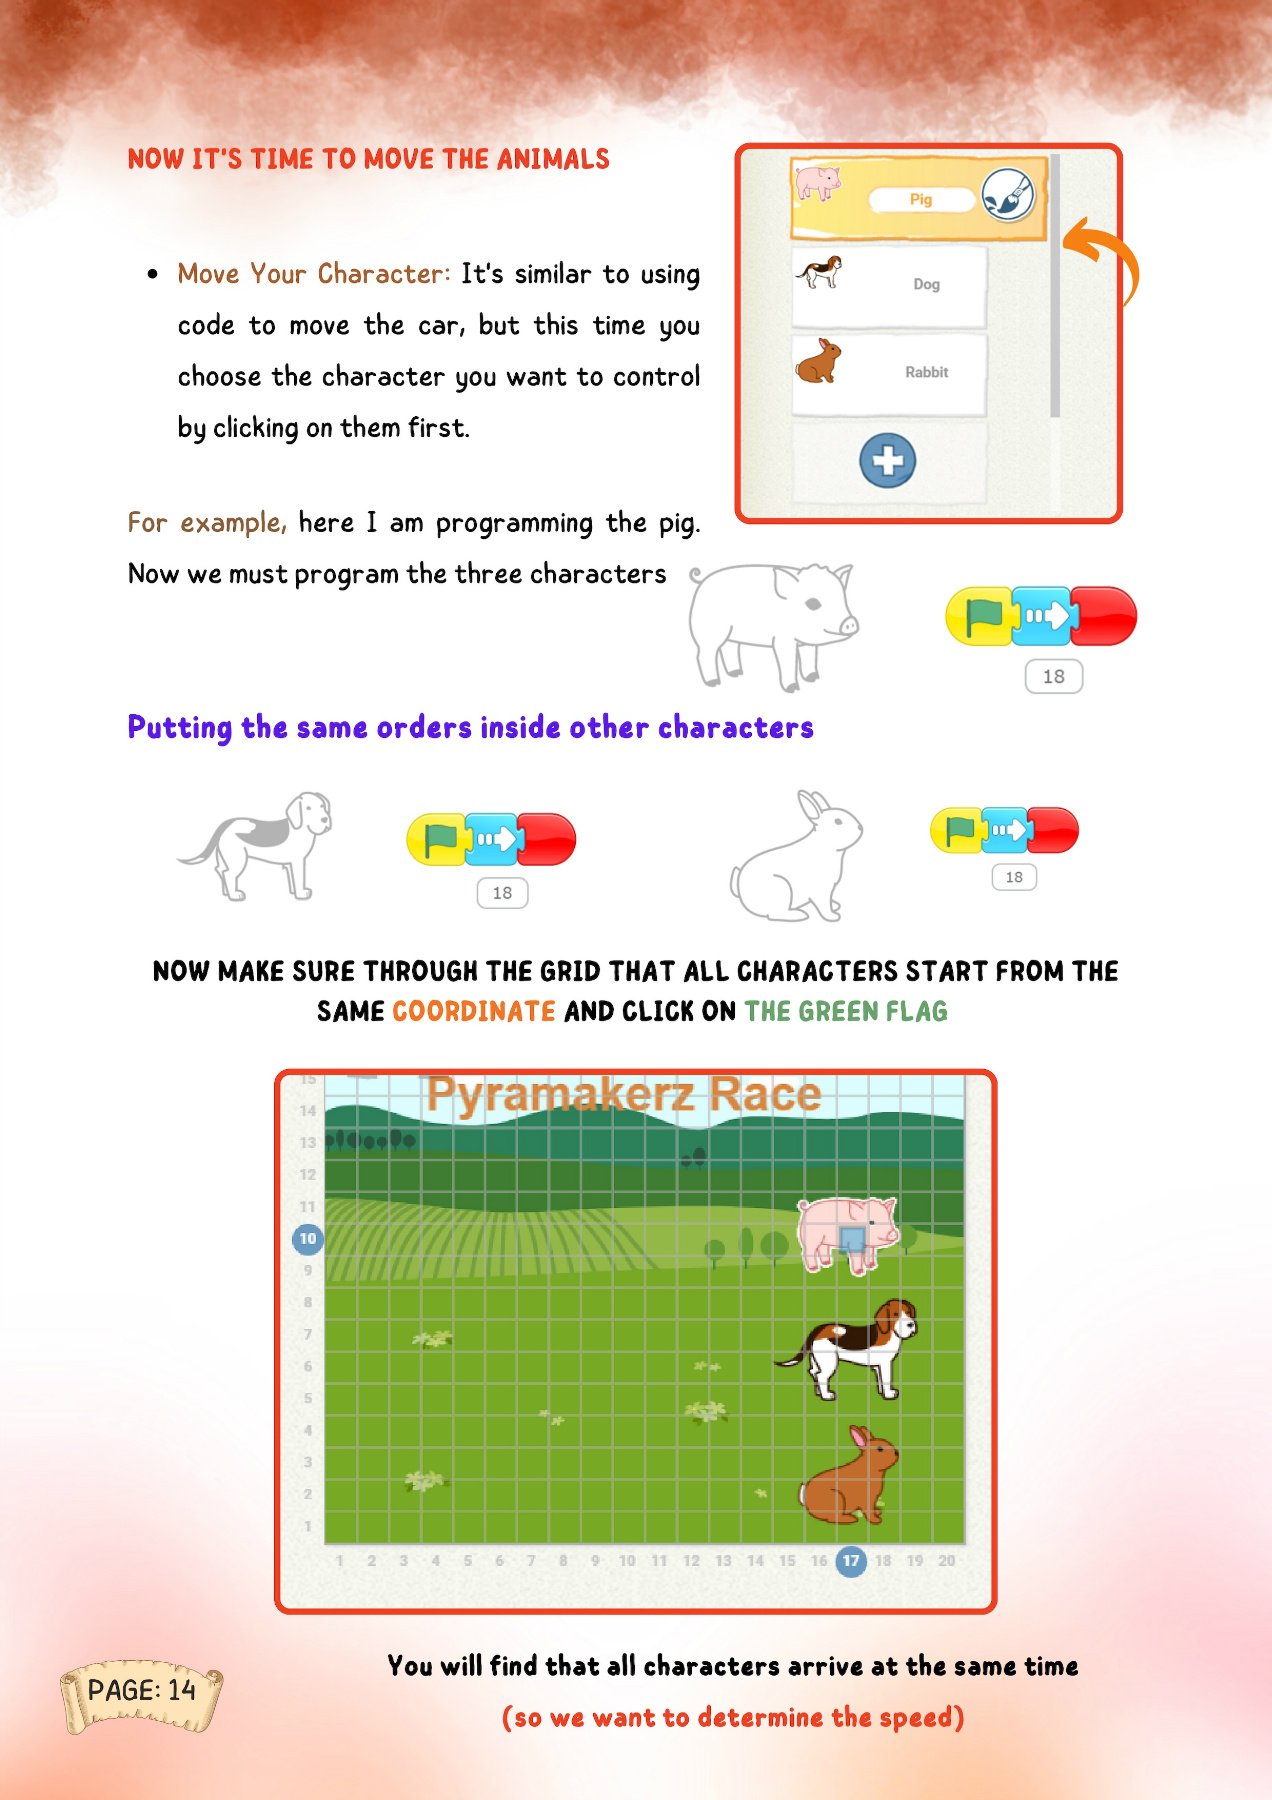 NOW IT'S TIME TO MOVE THE ANIMALS
Pig
Dog
Rabbit
• Move Your Character: It's similar to using
code to move the car, but this time you
choose the character you want to control
by clicking on them first.
For example, here I am programming the pig.
Now we must program the three characters
18
Putting the same orders inside other characters
18
18
NOW MAKE SURE THROUGH THE GRID THAT ALL CHARACTERS START FROM THE
SAME COORDINATE AND CLICK ON THE GREEN FLAG
Pyramakerz Race
15
14
13
12
11
10
9
8
7
6
5
4
3
2
1
1 2 3 4 5 6 7 8 9 10 11 12 13 14 15 16 17 18 19 20
You will find that all characters arrive at the same time
(so we want to determine the speed)
PAGE: 14